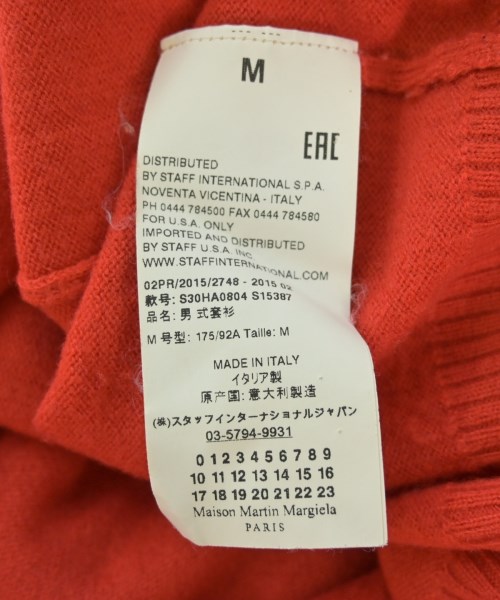 M
EAC
DISTRIBUTED
BY STAFF INTERNATIONAL S.P.A.
NOVENTA VICENTINA - ITALY
PH 0444 784500 FAX 0444 784580
FOR U.S.A. ONLY
IMPORTED AND DISTRIBUTED
BY STAFF U.S.A. INC.
WWW.STAFFINTERNATIONAL.COM
02PR/2015/2748 - 2015 02
款号: S30HA0804 S15387
品名: 男 式套衫
M 号型: 175/92A Taille: M
MADE IN ITALY
イタリア製
原产国: 意大利製造
(株)スタッフインターナショナルジャパン
03-5794-9931
0 1 2 3 4 5 6 7 8 9
10 11 12 13 14 15 16
17 18 19 20 21 22 23
Maison Martin Margiela
PARIS